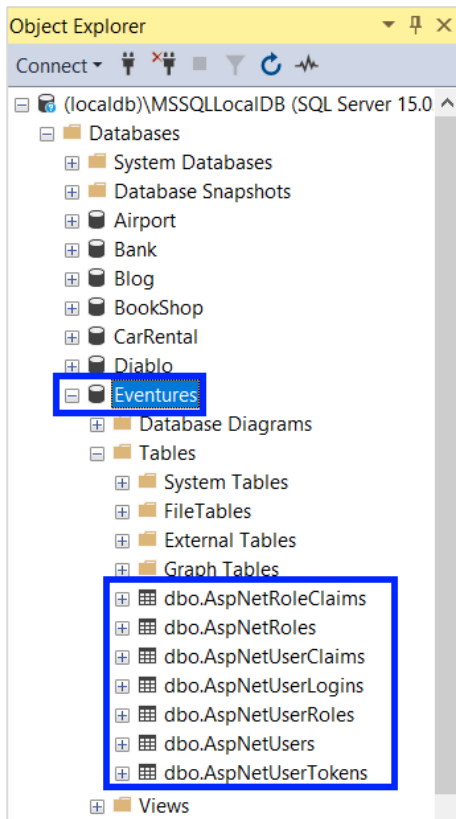 Object Explorer
Connect
(localdb)\MSSQLLocalDB (SQL Server 15.0
Databases
System Databases
Database Snapshots
Airport
Bank
Blog
BookShop
CarRental
Diablo
Eventures
Database Diagrams
Tables
System Tables
FileTables
External Tables
Graph Tables
dbo.AspNetRoleClaims
dbo.AspNetRoles
dbo.AspNetUserClaims
dbo.AspNetUserLogins
dbo.AspNetUserRoles
dbo.AspNetUsers
dbo.AspNetUserTokens
Views